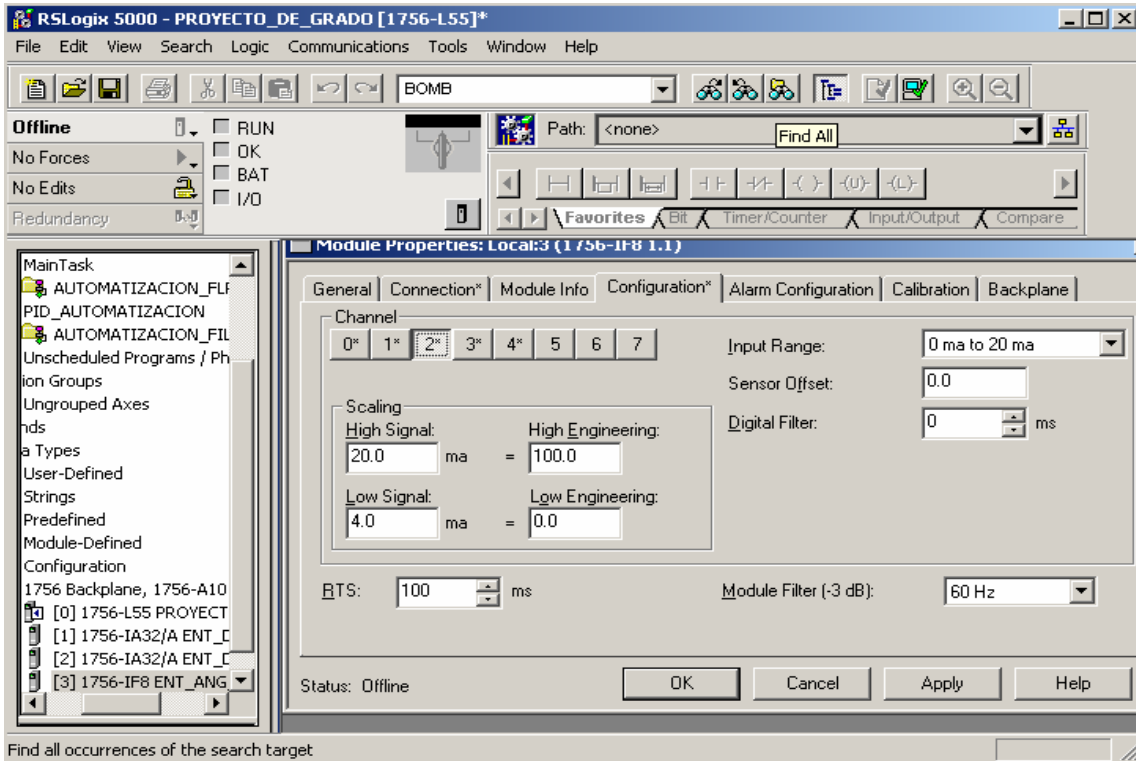 RSLogix 5000 - PROYECTO_DE_GRADO [1756-L55]*
File Edit View Search Logic Communications Tools Window Help
BOMB
Offline
RUN
No Forces
OK
No Edits
BAT
Redundancy
I/O
Path: <none>
Find All
Favorites Bit Timer/Counter Input/Output Compare
MainTask
AUTOMATIZACION_FLF
PID_AUTOMATIZACION
AUTOMATIZACION_FIL
Unscheduled Programs / Ph
ion Groups
Ungrouped Axes
nds
a Types
User-Defined
Strings
Predefined
Module-Defined
Configuration
1756 Backplane, 1756-A10
[0] 1756-L55 PROYECT
[1] 1756-IA32/A ENT_D
[2] 1756-IA32/A ENT_D
[3] 1756-IF8 ENT_ANG_
Module Properties: Local:3 (1756-IF8 1.1)
General Connection* Module Info Configuration* Alarm Configuration Calibration Backplane
Channel
0* 1* 2* 3* 4* 5 6 7
Scaling
High Signal: High Engineering:
20.0 ma = 100.0
Low Signal: Low Engineering:
4.0 ma = 0.0
Input Range: 0 ma to 20 ma
Sensor Offset: 0.0
Digital Filter: 0 ms
RTS: 100 ms
Module Filter (-3 dB): 60 Hz
Status: Offline
OK Cancel Apply Help
Find all occurrences of the search target